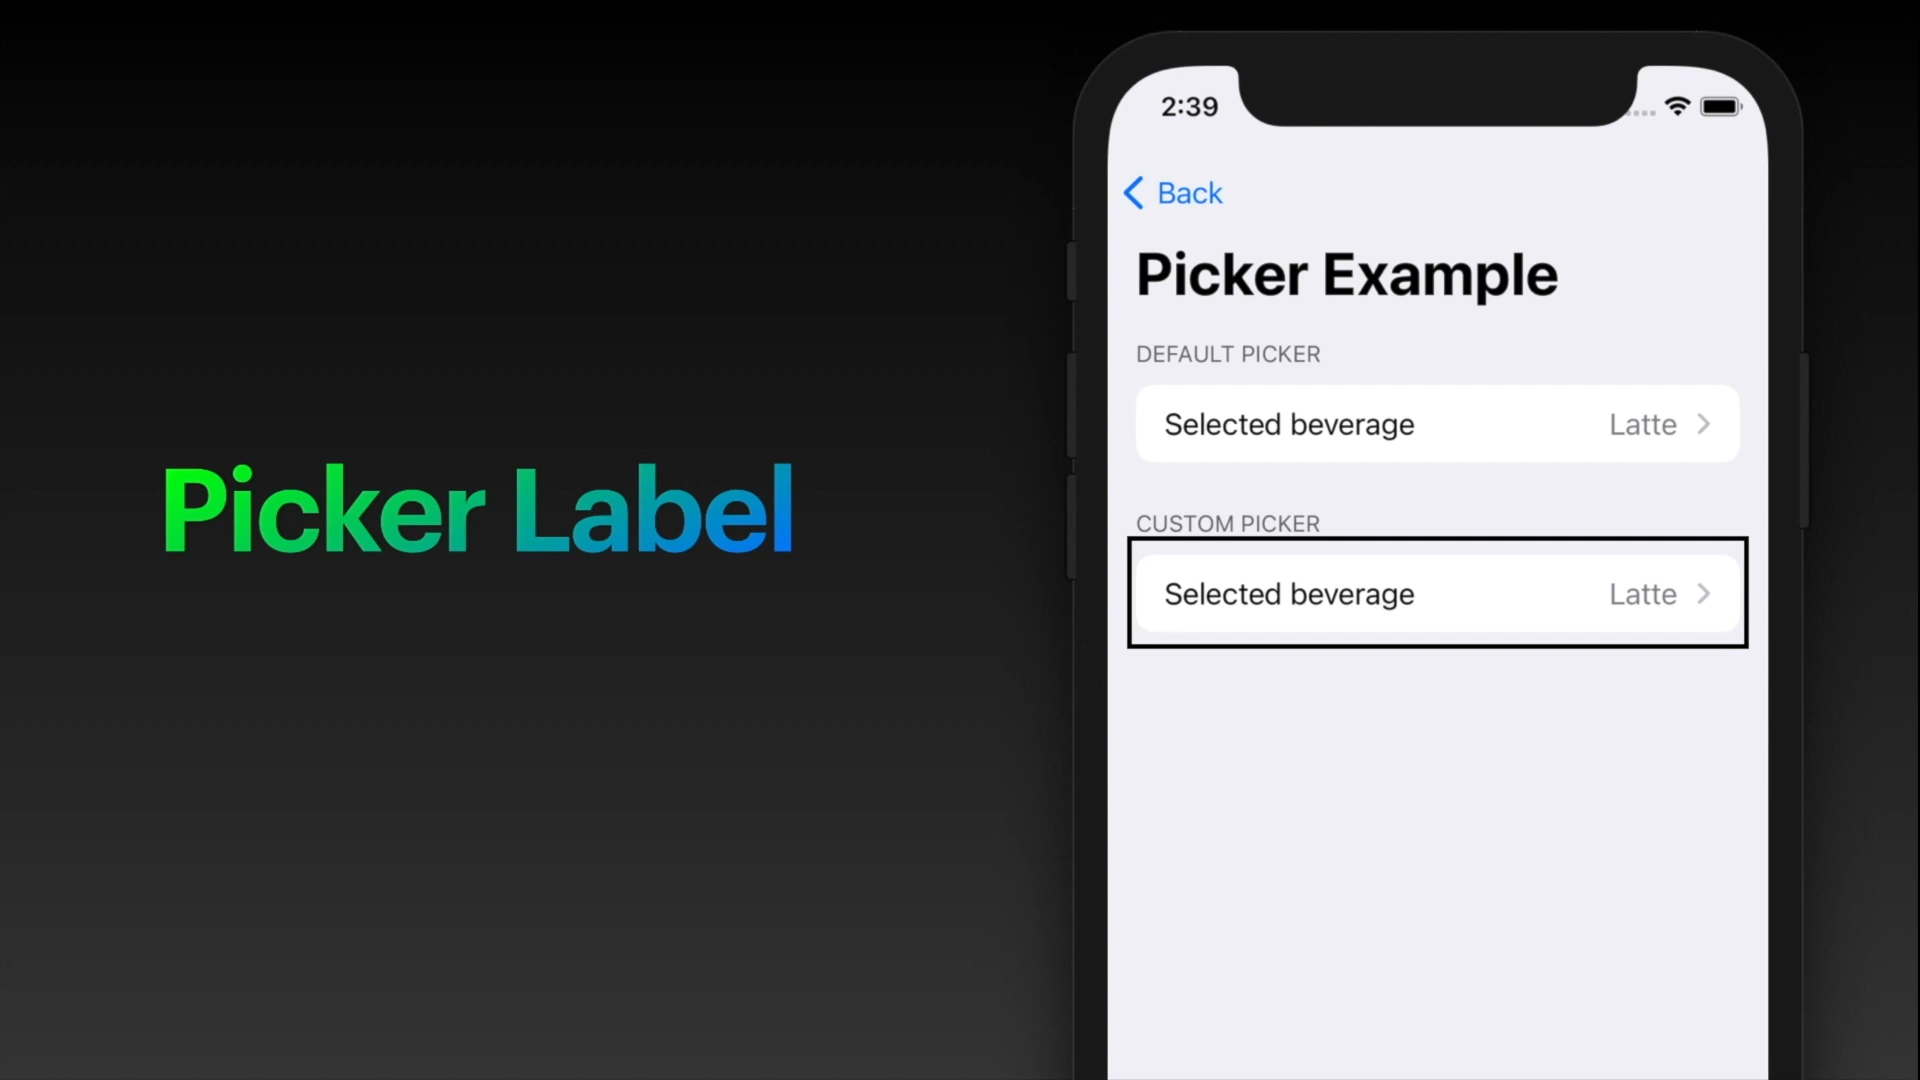 Picker Label
2:39
Back
Picker Example
DEFAULT PICKER
Selected beverage Latte
CUSTOM PICKER
Selected beverage Latte